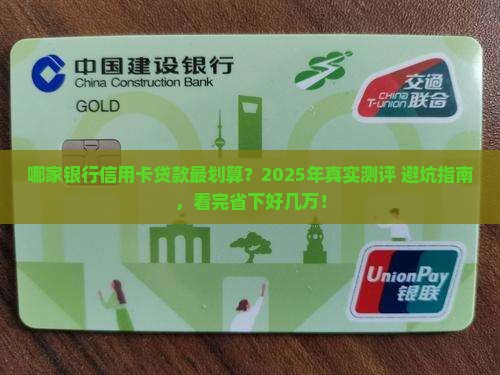 中国建设银行
China Construction Bank
GOLD
CHINA T-UNION
交通联合
哪家银行信用卡贷款最划算？2025年真实测评 避坑指南
，看完省下好几万！
UnionPay
银联